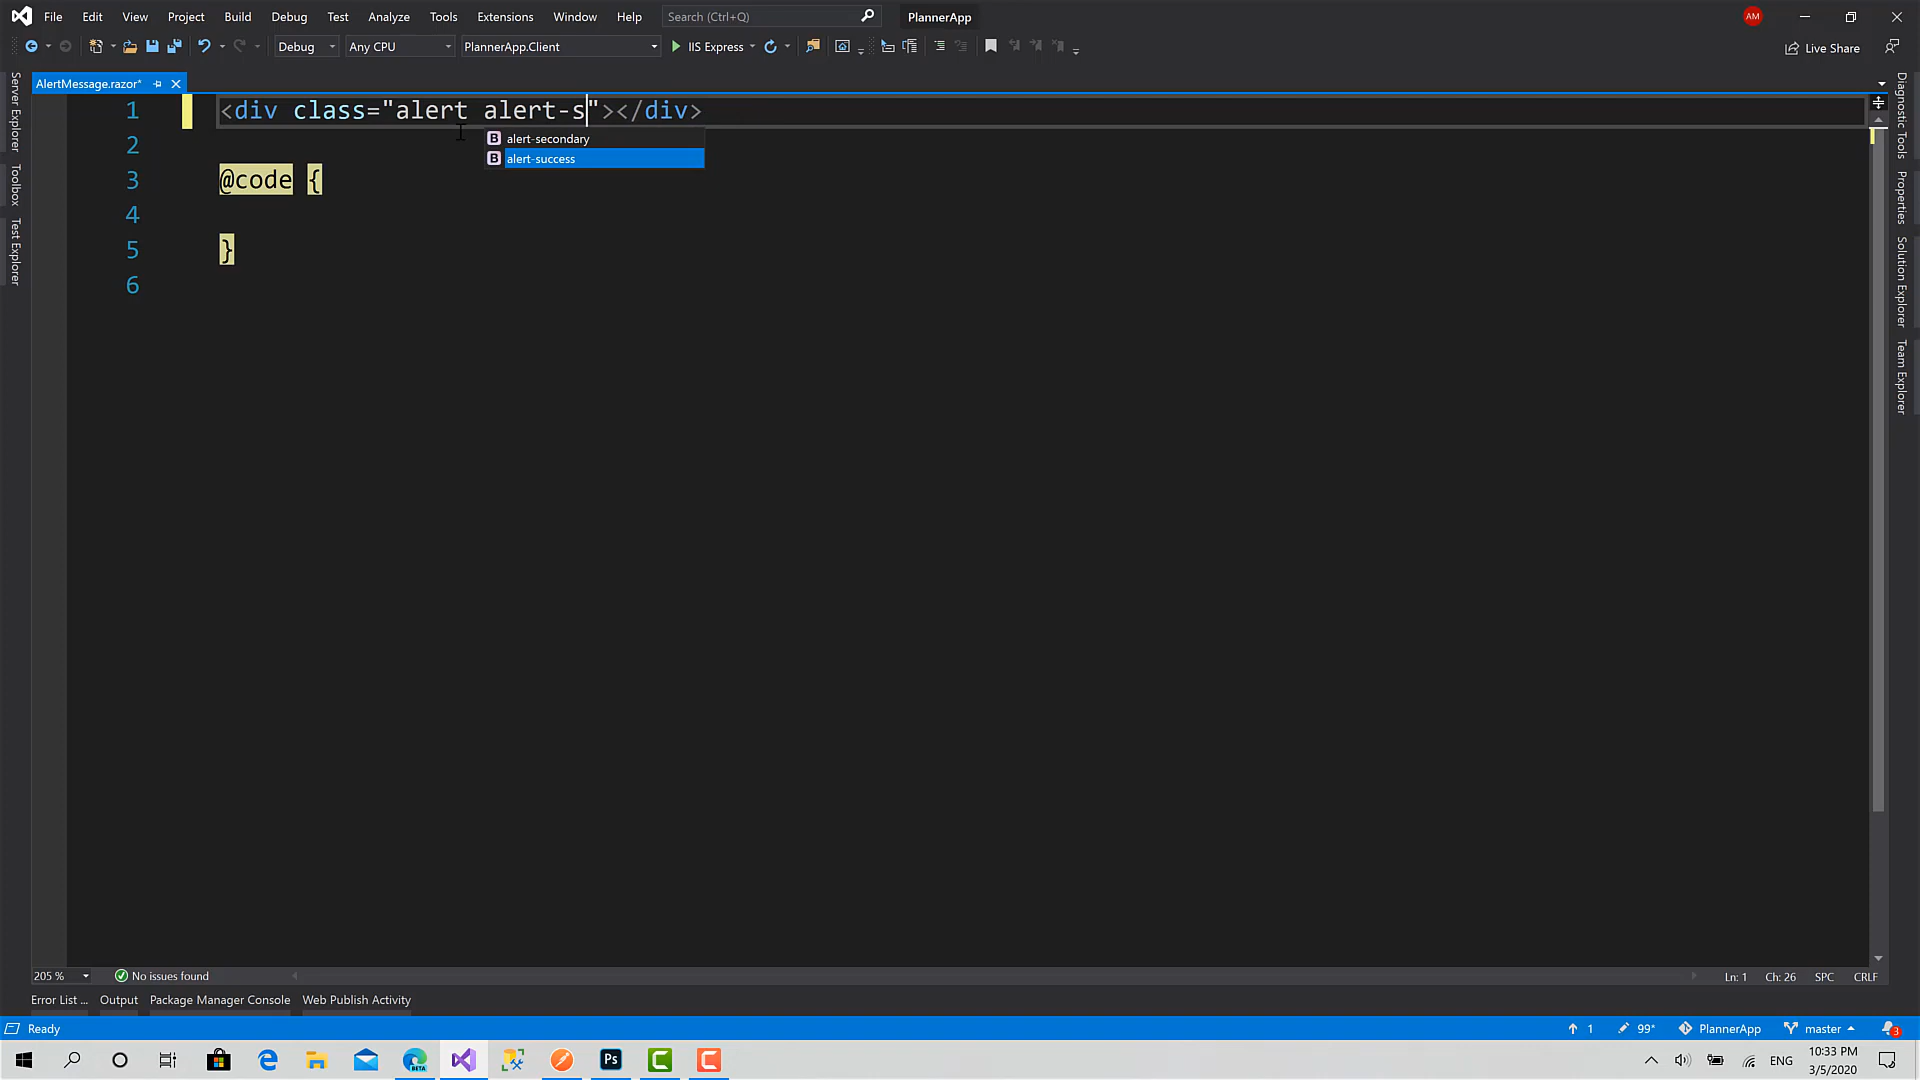 File Edit View Project Build Debug Test Analyze Tools Extensions Window Help Search (Ctrl+Q) PlannerApp AM
Debug Any CPU PlannerApp.Client IIS Express Live Share
AlertMessage.razor*
1 <div class="alert alert-s"></div>
B alert-secondary
2
B alert-success
3 @code {
4
5 }
6
Server Explorer
Toolbox
Test Explorer
Diagnostic Tools
Properties
Solution Explorer
Team Explorer
205 % No issues found Ln: 1 Ch: 26 SPC CRLF
Error List ... Output Package Manager Console Web Publish Activity
Ready 1 99* PlannerApp master 3
BETA Ps ENG 10:33 PM
3/5/2020